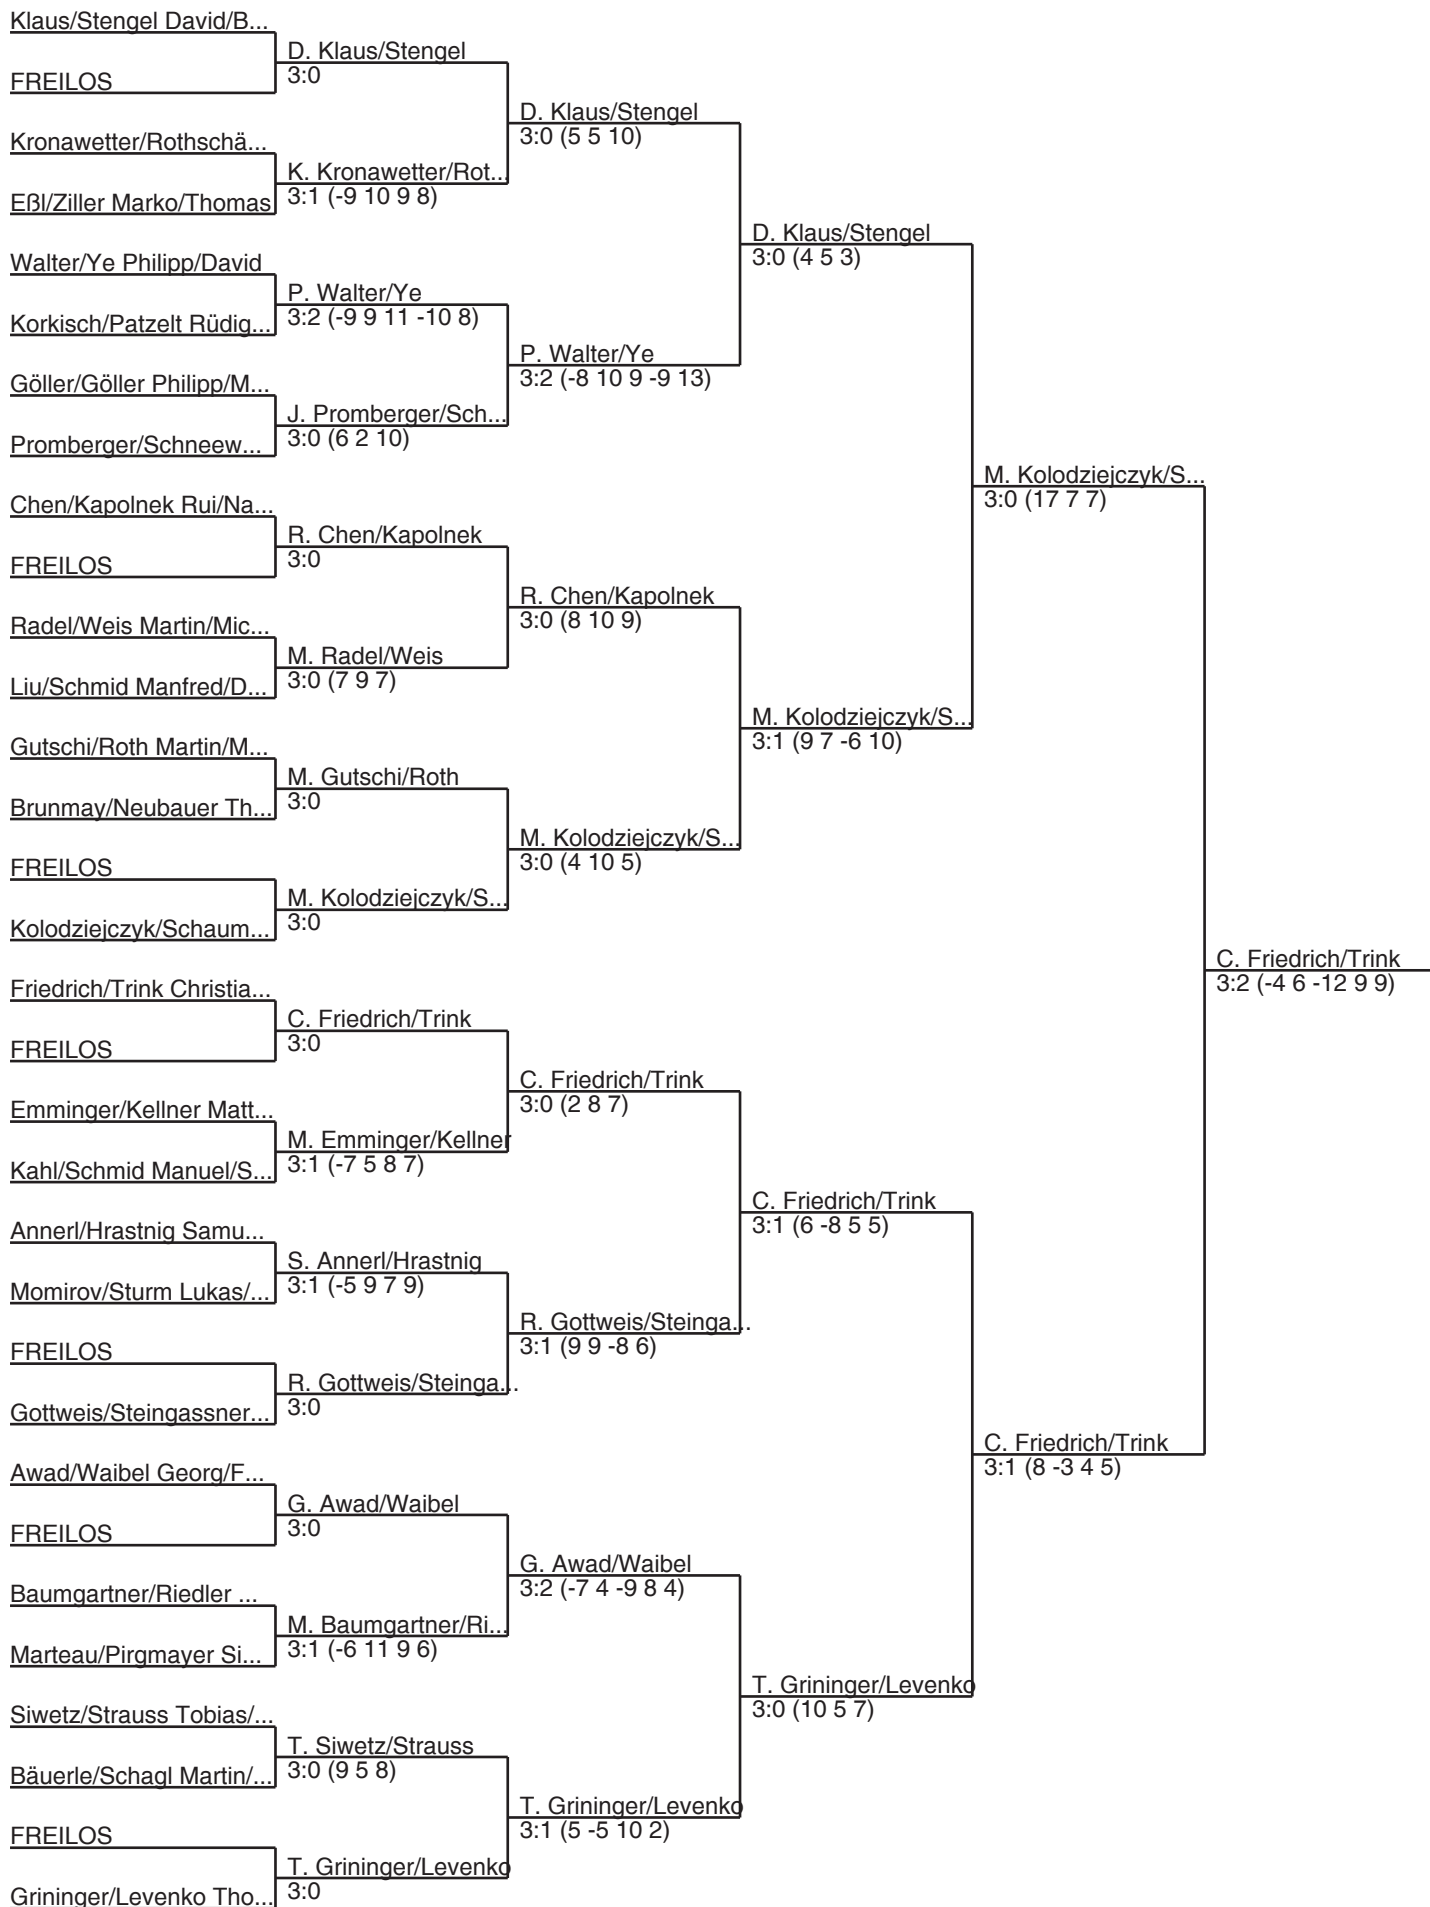 Klaus/Stengel David/B...
FREILOS
Kronawetter/Rothschä...
Eßl/Ziller Marko/Thomas
Walter/Ye Philipp/David
Korkisch/Patzelt Rüdig...
Göller/Göller Philipp/M...
Promberger/Schneew...
Chen/Kapolnek Rui/Na...
FREILOS
Radel/Weis Martin/Mic...
Liu/Schmid Manfred/D...
Gutschi/Roth Martin/M...
Brunmay/Neubauer Th...
FREILOS
Kolodziejczyk/Schaum...
Friedrich/Trink Christia...
FREILOS
Emminger/Kellner Matt...
Kahl/Schmid Manuel/S...
Annerl/Hrastnig Samu...
Momirov/Sturm Lukas/...
FREILOS
Gottweis/Steingassner...
Awad/Waibel Georg/F...
FREILOS
Baumgartner/Riedler ...
Marteau/Pirgmayer Si...
Siwetz/Strauss Tobias/...
Bäuerle/Schagl Martin/...
FREILOS
Grininger/Levenko Tho...
D. Klaus/Stengel
3:0
K. Kronawetter/Rot...
3:1 (-9 10 9 8)
P. Walter/Ye
3:2 (-9 9 11 -10 8)
J. Promberger/Sch...
3:0 (6 2 10)
R. Chen/Kapolnek
3:0
M. Radel/Weis
3:0 (7 9 7)
M. Gutschi/Roth
3:0
M. Kolodziejczyk/S...
3:0
C. Friedrich/Trink
3:0
M. Emminger/Kellner
3:1 (-7 5 8 7)
S. Annerl/Hrastnig
3:1 (-5 9 7 9)
R. Gottweis/Steinga...
3:0
G. Awad/Waibel
3:0
M. Baumgartner/Ri...
3:1 (-6 11 9 6)
T. Siwetz/Strauss
3:0 (9 5 8)
T. Grininger/Levenko
3:0
D. Klaus/Stengel
3:0 (5 5 10)
P. Walter/Ye
3:2 (-8 10 9 -9 13)
R. Chen/Kapolnek
3:0 (8 10 9)
M. Kolodziejczyk/S...
3:0 (4 10 5)
C. Friedrich/Trink
3:0 (2 8 7)
R. Gottweis/Steinga...
3:1 (9 9 -8 6)
G. Awad/Waibel
3:2 (-7 4 -9 8 4)
T. Grininger/Levenko
3:1 (5 -5 10 2)
D. Klaus/Stengel
3:0 (4 5 3)
M. Kolodziejczyk/S...
3:1 (9 7 -6 10)
C. Friedrich/Trink
3:1 (6 -8 5 5)
T. Grininger/Levenko
3:0 (10 5 7)
M. Kolodziejczyk/S...
3:0 (17 7 7)
C. Friedrich/Trink
3:1 (8 -3 4 5)
C. Friedrich/Trink
3:2 (-4 6 -12 9 9)